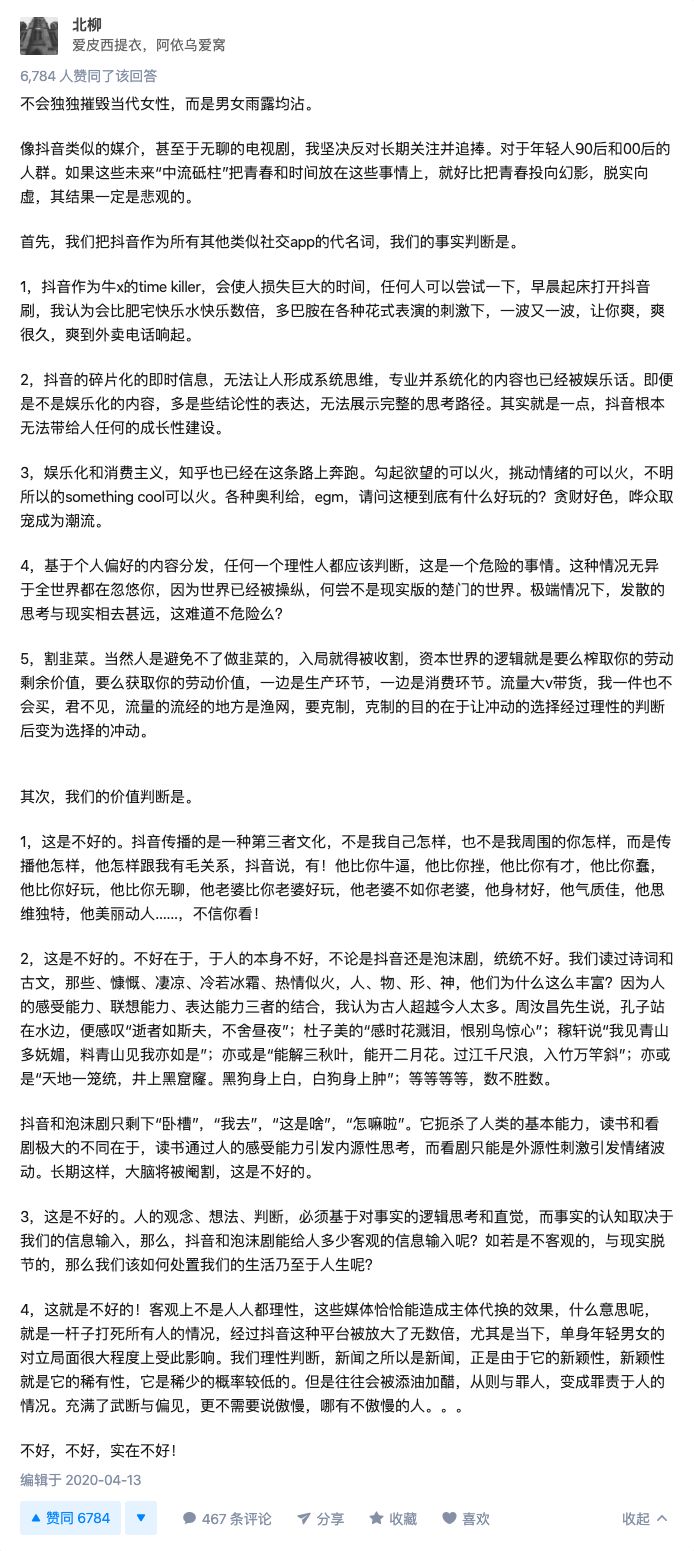 北柳
爱皮西提衣，阿依乌爱窝
6,784 人赞同了该回答
不会独独摧毁当代女性，而是男女雨露均沾。
像抖音类似的媒介，甚至于无聊的电视剧，我坚决反对长期关注并追捧。对于年轻人90后和00后的
人群。如果这些未来“中流砥柱”把青春和时间放在这些事情上，就好比把青春投向幻影，脱实向
虚，其结果一定是悲观的。
首先，我们把抖音作为所有其他类似社交app的代名词，我们的事实判断是。
1，抖音作为牛x的time killer，会使人损失巨大的时间，任何人可以尝试一下，早晨起床打开抖音
刷，我认为会比肥宅快乐水快乐数倍，多巴胺在各种花式表演的刺激下，一波又一波，让你爽，爽
很久，爽到外卖电话响起。
2，抖音的碎片化的即时信息，无法让人形成系统思维，专业并系统化的内容也已经被娱乐话。即便
是不是娱乐化的内容，多是些结论性的表达，无法展示完整的思考路径。其实就是一点，抖音根本
无法带给人任何的成长性建设。
3，娱乐化和消费主义，知乎也已经在这条路上奔跑。勾起欲望的可以火，挑动情绪的可以火，不明
所以的something cool可以火。各种奥利给，egm，请问这梗到底有什么好玩的？贪财好色，哗众取
宠成为潮流。
4，基于个人偏好的内容分发，任何一个理性人都应该判断，这是一个危险的事情。这种情况无异
于全世界都在忽悠你，因为世界已经被操纵，何尝不是现实版的楚门的世界。极端情况下，发散的
思考与现实相去甚远，这难道不危险么？
5，割韭菜。当然人是避免不了做韭菜的，入局就得被收割，资本世界的逻辑就是要么榨取你的劳动
剩余价值，要么获取你的劳动价值，一边是生产环节，一边是消费环节。流量大v带货，我一件也不
会买，君不见，流量的流经的地方是渔网，要克制，克制的目的在于让冲动的选择经过理性的判断
后变为选择的冲动。
其次，我们的价值判断是。
1，这是不好的。抖音传播的是一种第三者文化，不是我自己怎样，也不是我周围的你怎样，而是传
播他怎样，他怎样跟我有毛关系，抖音说，有！他比你牛逼，他比你挫，他比你有才，他比你蠢，
他比你好玩，他比你无聊，他老婆比你老婆好玩，他老婆不如你老婆，他身材好，他气质佳，他思
维独特，他美丽动人......，不信你看！
2，这是不好的。不好在于，于人的本身不好，不论是抖音还是泡沫剧，统统不好。我们读过诗词和
古文，那些、慷慨、凄凉、冷若冰霜、热情似火，人、物、形、神，他们为什么这么丰富？因为人
的感受能力、联想能力、表达能力三者的结合，我认为古人超越今人太多。周汝昌先生说，孔子站
在水边，便感叹“逝者如斯夫，不舍昼夜”；杜子美的“感时花溅泪，恨别鸟惊心”；稼轩说“我见青山
多妩媚，料青山见我亦如是”；亦或是“能解三秋叶，能开二月花。过江千尺浪，入竹万竿斜”；亦或
是“天地一笼统，井上黑窟窿。黑狗身上白，白狗身上肿”；等等等等，数不胜数。
抖音和泡沫剧只剩下“卧槽”，“我去”，“这是啥”，“怎嘛啦”。它扼杀了人类的基本能力，读书和看
剧极大的不同在于，读书通过人的感受能力引发内源性思考，而看剧只能是外源性刺激引发情绪波
动。长期这样，大脑将被阉割，这是不好的。
3，这是不好的。人的观念、想法、判断，必须基于对事实的逻辑思考和直觉，而事实的认知取决于
我们的信息输入，那么，抖音和泡沫剧能给人多少客观的信息输入呢？如若是不客观的，与现实脱
节的，那么我们该如何处置我们的生活乃至于人生呢？
4，这就是不好的！客观上不是人人都理性，这些媒体恰恰能造成主体代换的效果，什么意思呢，
就是一杆子打死所有人的情况，经过抖音这种平台被放大了无数倍，尤其是当下，单身年轻男女的
对立局面很大程度上受此影响。我们理性判断，新闻之所以是新闻，正是由于它的新颖性，新颖性
就是它的稀有性，它是稀少的概率较低的。但是往往会被添油加醋，从则与罪人，变成罪责于人的
情况。充满了武断与偏见，更不需要说傲慢，哪有不傲慢的人。。。
不好，不好，实在不好！
编辑于 2020-04-13
赞同 6784 467 条评论 分享 收藏 喜欢 收起